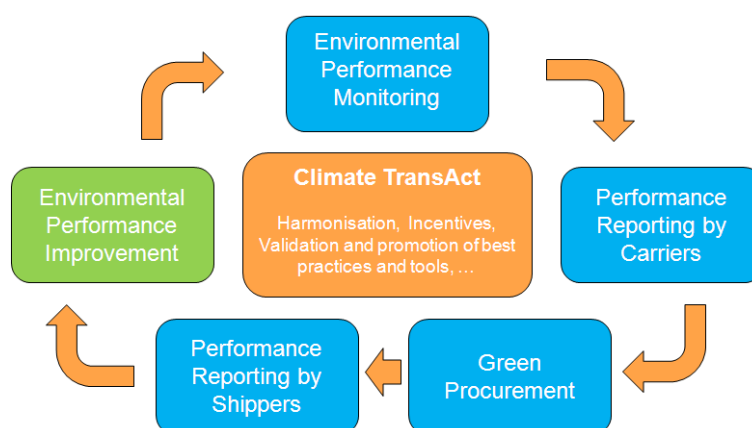 Environmental
Performance
Monitoring
Environmental
Performance
Improvement
Climate TransAct
Harmonisation, Incentives,
Validation and promotion of best
practices and tools, ...
Performance
Reporting by
Carriers
Performance
Reporting by
Shippers
Green
Procurement